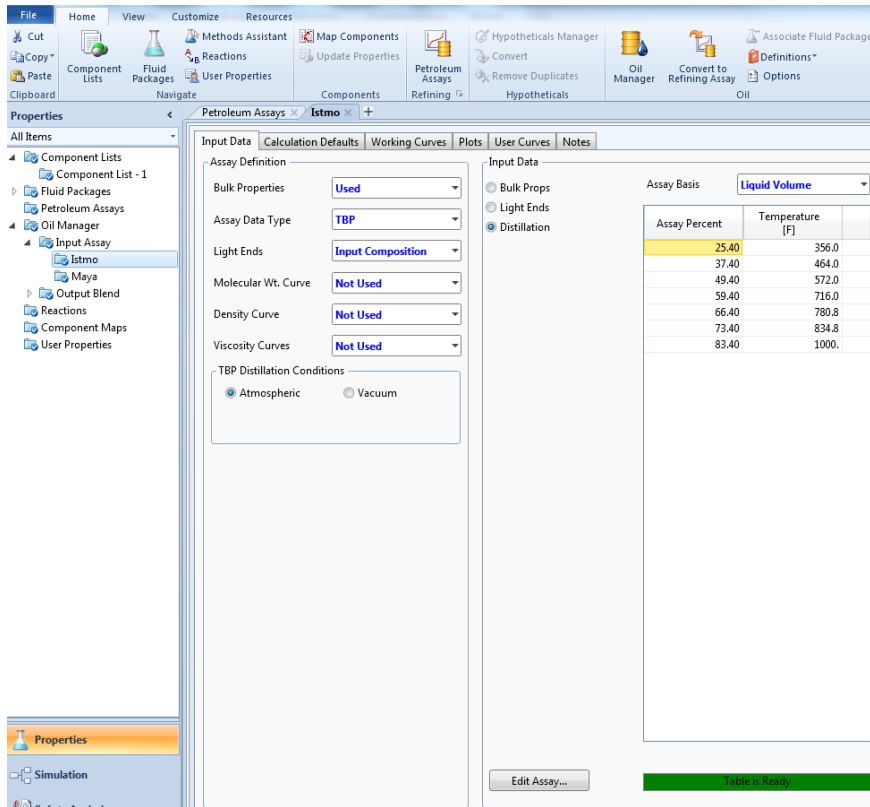 File Home View Customize Resources
Cut
Copy
Paste
Clipboard
Component Lists
Fluid Packages
Methods Assistant
Reactions
User Properties
Navigate
Map Components
Update Properties
Components
Petroleum Assays
Refining
Hypotheticals Manager
Convert
Remove Duplicates
Hypotheticals
Oil Manager
Convert to Refining Assay
Associate Fluid Package
Definitions
Options
Oil
Properties <
All Items
Component Lists
Component List - 1
Fluid Packages
Petroleum Assays
Oil Manager
Input Assay
Istmo
Maya
Output Blend
Reactions
Component Maps
User Properties
Properties
Simulation
Petroleum Assays × Istmo × +
Input Data Calculation Defaults Working Curves Plots User Curves Notes
Assay Definition
Bulk Properties Used
Assay Data Type TBP
Light Ends Input Composition
Molecular Wt. Curve Not Used
Density Curve Not Used
Viscosity Curves Not Used
TBP Distillation Conditions
Atmospheric Vacuum
Input Data
Bulk Props
Light Ends
Distillation
Assay Basis Liquid Volume
Assay Percent Temperature [F]
25.40 356.0
37.40 464.0
49.40 572.0
59.40 716.0
66.40 780.8
73.40 834.8
83.40 1000.
Edit Assay... Table is Ready